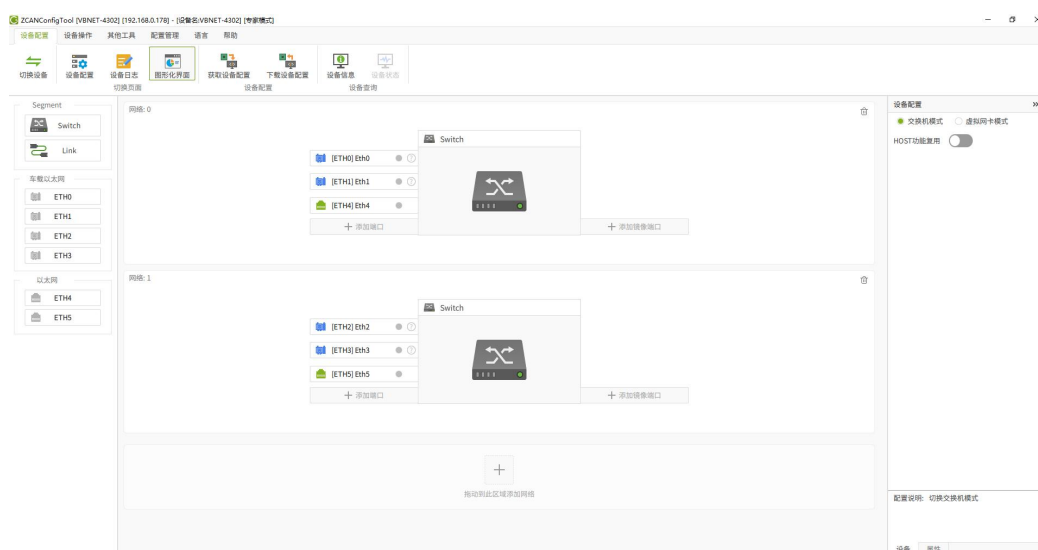 ZCANConfigTool [VBNET-4302] [192.168.0.178] - [设备名:VBNET-4302] [专家模式]
设备配置 设备操作 其他工具 配置管理 语言 帮助
切换设备 设备配置 设备日志 图形化界面 获取设备配置 下载设备配置 设备信息 设备状态
切换页面 设备配置 设备查询
Segment
Switch
Link
车载以太网
ETH0
ETH1
ETH2
ETH3
以太网
ETH4
ETH5
网络: 0
Switch
[ETH0] Eth0
[ETH1] Eth1
[ETH4] Eth4
添加端口
添加镜像端口
网络: 1
Switch
[ETH2] Eth2
[ETH3] Eth3
[ETH5] Eth5
添加端口
添加镜像端口
拖动到此区域添加网络
设备配置
交换机模式 虚拟网卡模式
HOST功能复用
配置说明: 切换交换机模式
设备 属性